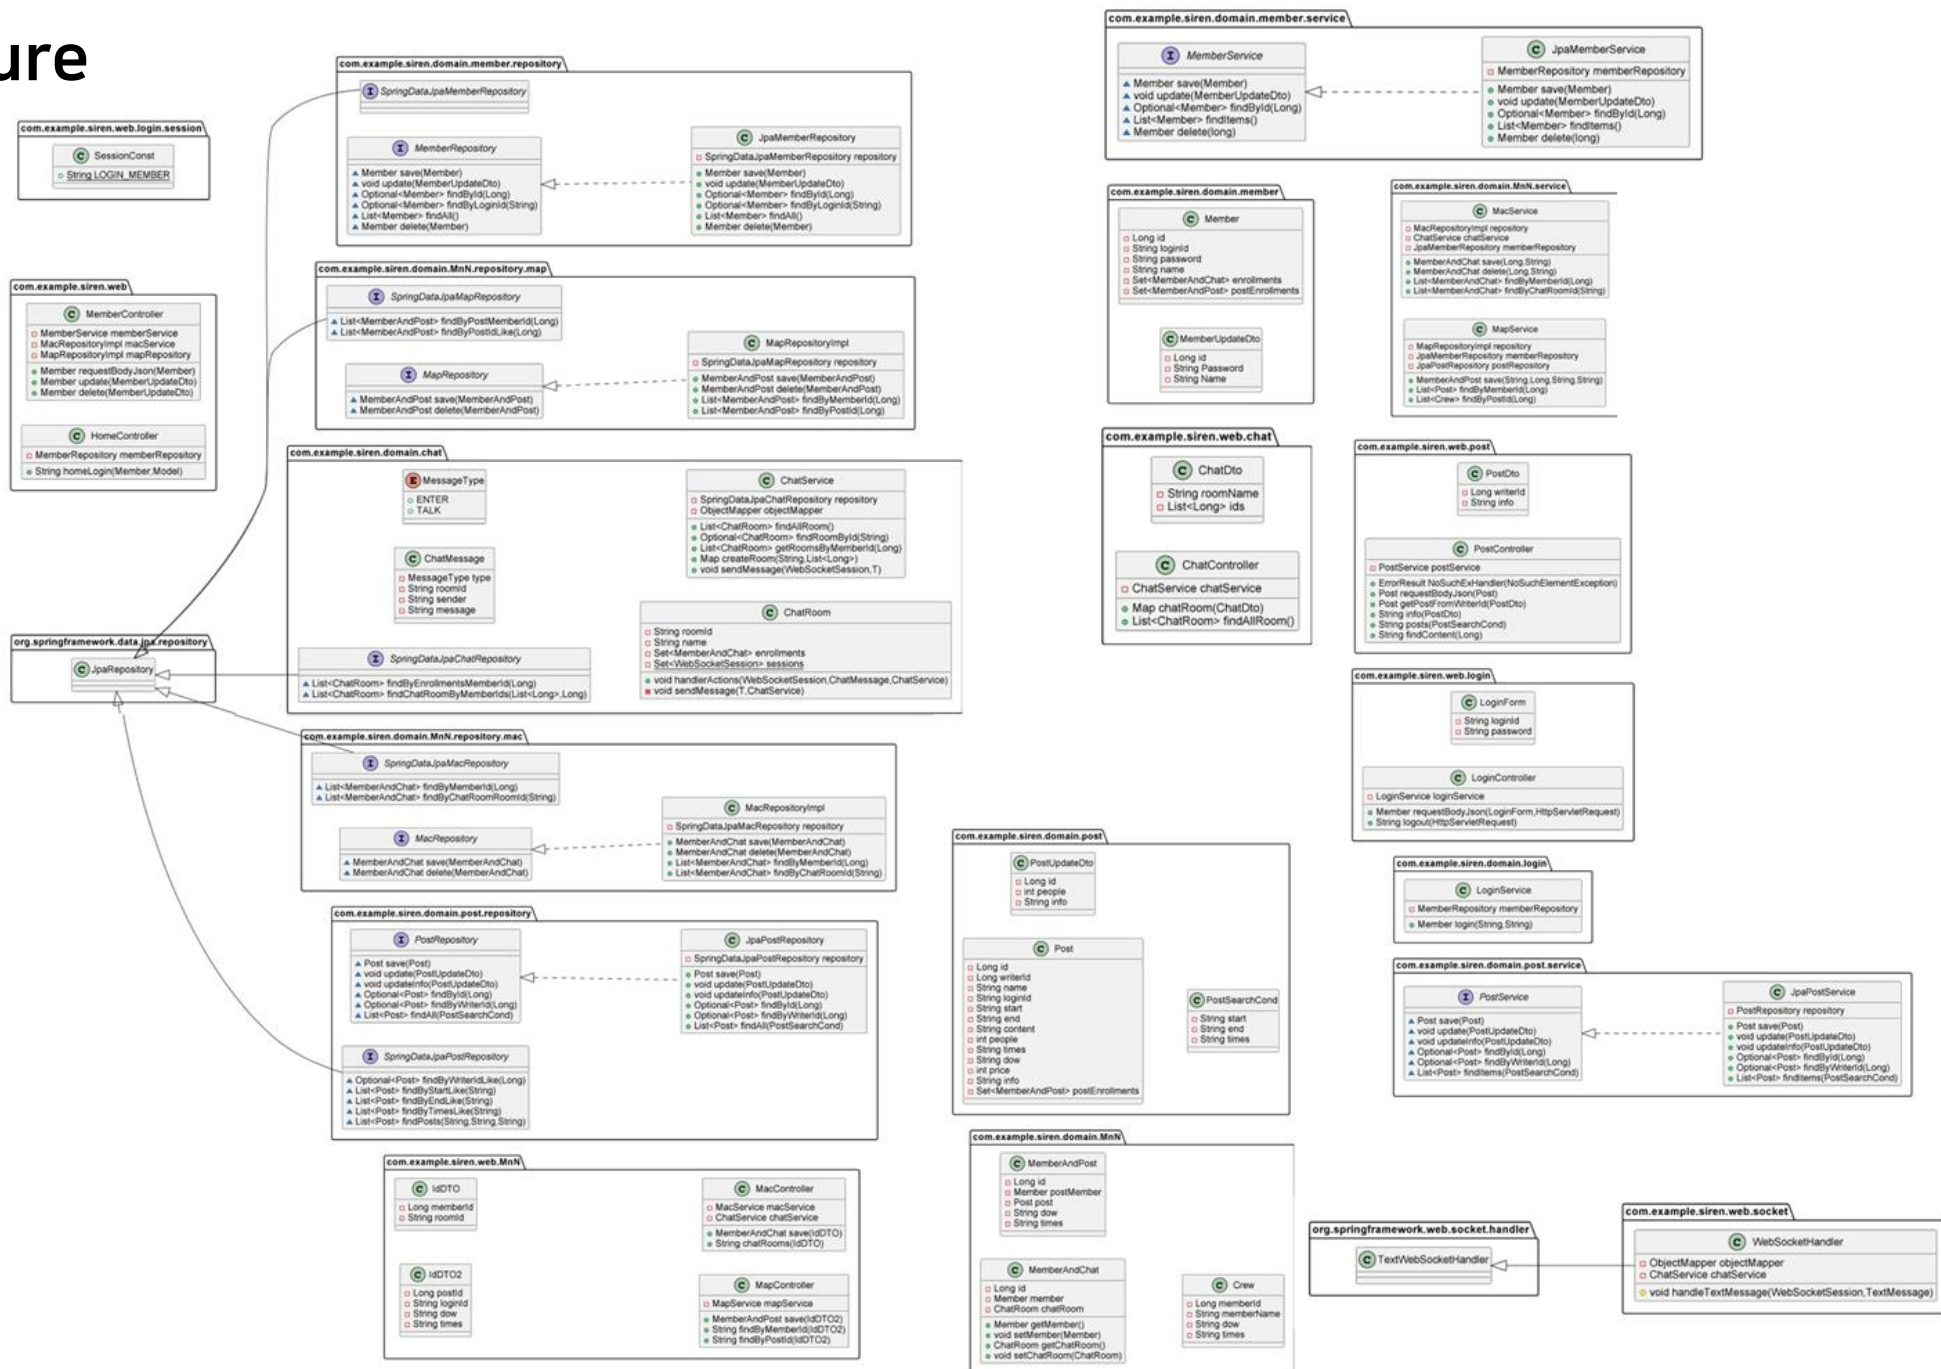 ure
com.example.siren.web.login.session
C SessionConst
String LOGIN_MEMBER
com.example.siren.web
C MemberController
MemberService memberService
MacRepositoryImpl macService
MapRepositoryImpl mapRepository
Member requestBodyJson(Member)
Member update(MemberUpdateDto)
Member delete(MemberUpdateDto)
C HomeController
MemberRepository memberRepository
String homeLogin(Member,Model)
org.springframework.data.jpa.repository
C JpaRepository
com.example.siren.domain.member.repository
I SpringDataJpaMemberRepository
I MemberRepository
Member save(Member)
void update(MemberUpdateDto)
Optional<Member> findById(Long)
Optional<Member> findByLoginId(String)
List<Member> findAll()
Member delete(Member)
C JpaMemberRepository
SpringDataJpaMemberRepository repository
Member save(Member)
void update(MemberUpdateDto)
Optional<Member> findById(Long)
Optional<Member> findByLoginId(String)
List<Member> findAll()
Member delete(Member)
com.example.siren.domain.MnN.repository.map
I SpringDataJpaMapRepository
List<MemberAndPost> findByPostMemberId(Long)
List<MemberAndPost> findByPostIdLike(Long)
I MapRepository
MemberAndPost save(MemberAndPost)
MemberAndPost delete(MemberAndPost)
C MapRepositoryImpl
SpringDataJpaMapRepository repository
MemberAndPost save(MemberAndPost)
MemberAndPost delete(MemberAndPost)
List<MemberAndPost> findByMemberId(Long)
List<MemberAndPost> findByPostId(Long)
com.example.siren.domain.chat
E MessageType
ENTER
TALK
C ChatMessage
MessageType type
String roomId
String sender
String message
C ChatService
SpringDataJpaChatRepository repository
ObjectMapper objectMapper
List<ChatRoom> findAllRoom()
Optional<ChatRoom> findRoomById(String)
List<ChatRoom> getRoomsByMemberId(Long)
Map createRoom(String,List<Long>)
void sendMessage(WebSocketSession,T)
C ChatRoom
String roomId
String name
Set<MemberAndChat> enrollments
Set<WebSocketSession> sessions
void handlerActions(WebSocketSession,ChatMessage,ChatService)
void sendMessage(T,ChatService)
I SpringDataJpaChatRepository
List<ChatRoom> findByEnrollmentsMemberId(Long)
List<ChatRoom> findChatRoomByMemberIds(List<Long>,Long)
com.example.siren.domain.MnN.repository.mac
I SpringDataJpaMacRepository
List<MemberAndChat> findByMemberId(Long)
List<MemberAndChat> findByChatRoomRoomId(String)
I MacRepository
MemberAndChat save(MemberAndChat)
MemberAndChat delete(MemberAndChat)
C MacRepositoryImpl
SpringDataJpaMacRepository repository
MemberAndChat save(MemberAndChat)
MemberAndChat delete(MemberAndChat)
List<MemberAndChat> findByMemberId(Long)
List<MemberAndChat> findByChatRoomId(String)
com.example.siren.domain.post.repository
I PostRepository
Post save(Post)
void update(PostUpdateDto)
void updateInfo(PostUpdateDto)
Optional<Post> findById(Long)
Optional<Post> findByWriterId(Long)
List<Post> findAll(PostSearchCond)
C JpaPostRepository
SpringDataJpaPostRepository repository
Post save(Post)
void update(PostUpdateDto)
void updateInfo(PostUpdateDto)
Optional<Post> findById(Long)
Optional<Post> findByWriterId(Long)
List<Post> findAll(PostSearchCond)
I SpringDataJpaPostRepository
Optional<Post> findByWriterIdLike(Long)
List<Post> findByStartLike(String)
List<Post> findByEndLike(String)
List<Post> findByTimesLike(String)
List<Post> findPosts(String,String,String)
com.example.siren.web.MnN
C IdDTO
Long memberId
String roomId
C IdDTO2
Long postId
String loginId
String dow
String times
C MacController
MacService macService
ChatService chatService
MemberAndChat save(IdDTO)
String chatRooms(IdDTO)
C MapController
MapService mapService
MemberAndPost save(IdDTO2)
String findByMemberId(IdDTO2)
String findByPostId(IdDTO2)
com.example.siren.domain.member.service
I MemberService
Member save(Member)
void update(MemberUpdateDto)
Optional<Member> findById(Long)
List<Member> findItems()
Member delete(long)
C JpaMemberService
MemberRepository memberRepository
Member save(Member)
void update(MemberUpdateDto)
Optional<Member> findById(Long)
List<Member> findItems()
Member delete(long)
com.example.siren.domain.member
C Member
Long id
String loginId
String password
String name
Set<MemberAndChat> enrollments
Set<MemberAndPost> postEnrollments
C MemberUpdateDto
Long id
String Password
String Name
com.example.siren.domain.MnN.service
C MacService
MacRepositoryImpl repository
ChatService chatService
JpaMemberRepository memberRepository
MemberAndChat save(Long,String)
MemberAndChat delete(Long,String)
List<MemberAndChat> findByMemberId(Long)
List<MemberAndChat> findByChatRoomId(String)
C MapService
MapRepositoryImpl repository
JpaMemberRepository memberRepository
JpaPostRepository postRepository
MemberAndPost save(String,Long,String,String)
List<Post> findByMemberId(Long)
List<Crew> findByPostId(Long)
com.example.siren.web.chat
C ChatDto
String roomName
List<Long> ids
C ChatController
ChatService chatService
Map chatRoom(ChatDto)
List<ChatRoom> findAllRoom()
com.example.siren.web.post
C PostDto
Long writerId
String info
C PostController
PostService postService
ErrorResult NoSuchExHandler(NoSuchElementException)
Post requestBodyJson(Post)
Post getPostFromWriterId(PostDto)
String info(PostDto)
String posts(PostSearchCond)
String findContent(Long)
com.example.siren.web.login
C LoginForm
String loginId
String password
C LoginController
LoginService loginService
Member requestBodyJson(LoginForm,HttpServletRequest)
String logout(HttpServletRequest)
com.example.siren.domain.login
C LoginService
MemberRepository memberRepository
Member login(String,String)
com.example.siren.domain.post
C PostUpdateDto
Long id
int people
String info
C Post
Long id
Long writerId
String name
String loginId
String start
String end
String content
int people
String times
String dow
int price
String info
Set<MemberAndPost> postEnrollments
C PostSearchCond
String start
String end
String times
com.example.siren.domain.post.service
I PostService
Post save(Post)
void update(PostUpdateDto)
void updateInfo(PostUpdateDto)
Optional<Post> findById(Long)
Optional<Post> findByWriterId(Long)
List<Post> findItems(PostSearchCond)
C JpaPostService
PostRepository repository
Post save(Post)
void update(PostUpdateDto)
void updateInfo(PostUpdateDto)
Optional<Post> findById(Long)
Optional<Post> findByWriterId(Long)
List<Post> findItems(PostSearchCond)
com.example.siren.domain.MnN
C MemberAndPost
Long id
Member postMember
Post post
String dow
String times
C MemberAndChat
Long id
Member member
ChatRoom chatRoom
Member getMember()
void setMember(Member)
ChatRoom getChatRoom()
void setChatRoom(ChatRoom)
C Crew
Long memberId
String memberName
String dow
String times
org.springframework.web.socket.handler
C TextWebSocketHandler
com.example.siren.web.socket
C WebSocketHandler
ObjectMapper objectMapper
ChatService chatService
void handleTextMessage(WebSocketSession,TextMessage)